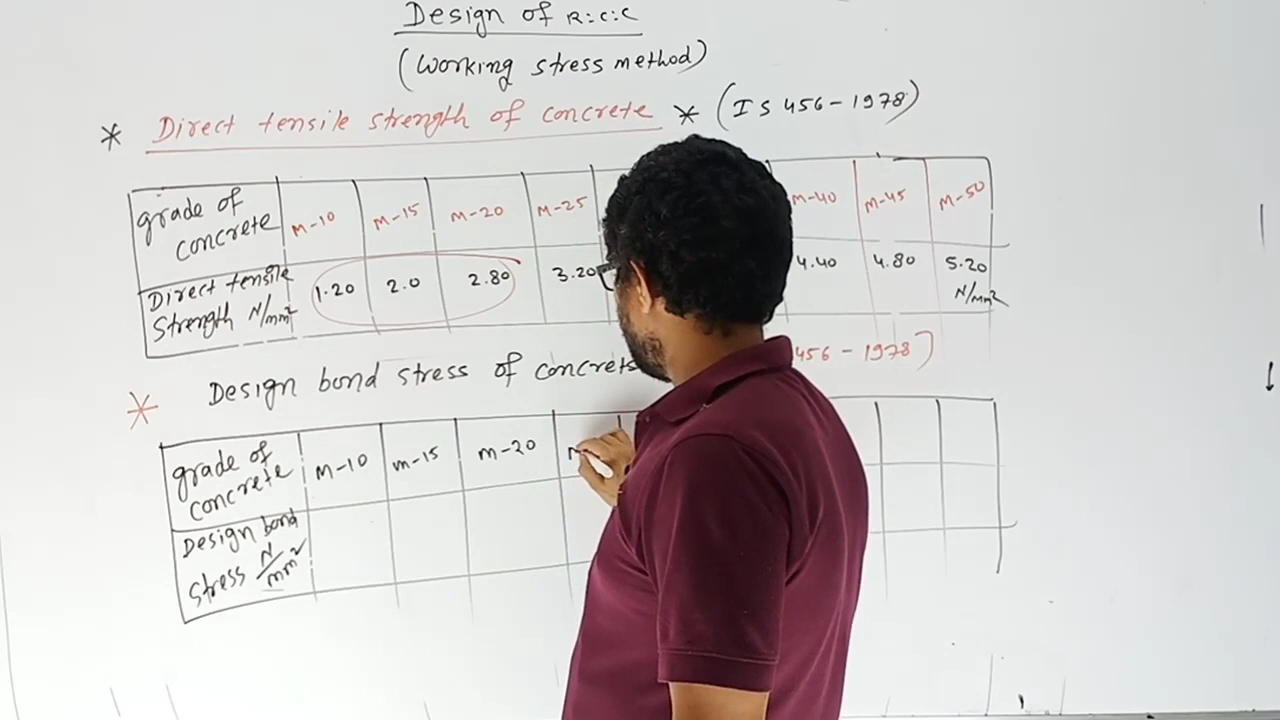 Design of R:C:C
(Working stress method)
* Direct tensile strength of concrete * (IS 456-1978)
grade of concrete M-10 M-15 M-20 M-25 M-40 M-45 M-50
Direct tensile strength N/mm² 1.20 2.0 2.80 3.20 4.40 4.80 5.20 N/mm²
* Design bond stress of concrete 456-1978)
grade of concrete M-10 M-15 M-20
Design bond stress N/mm²